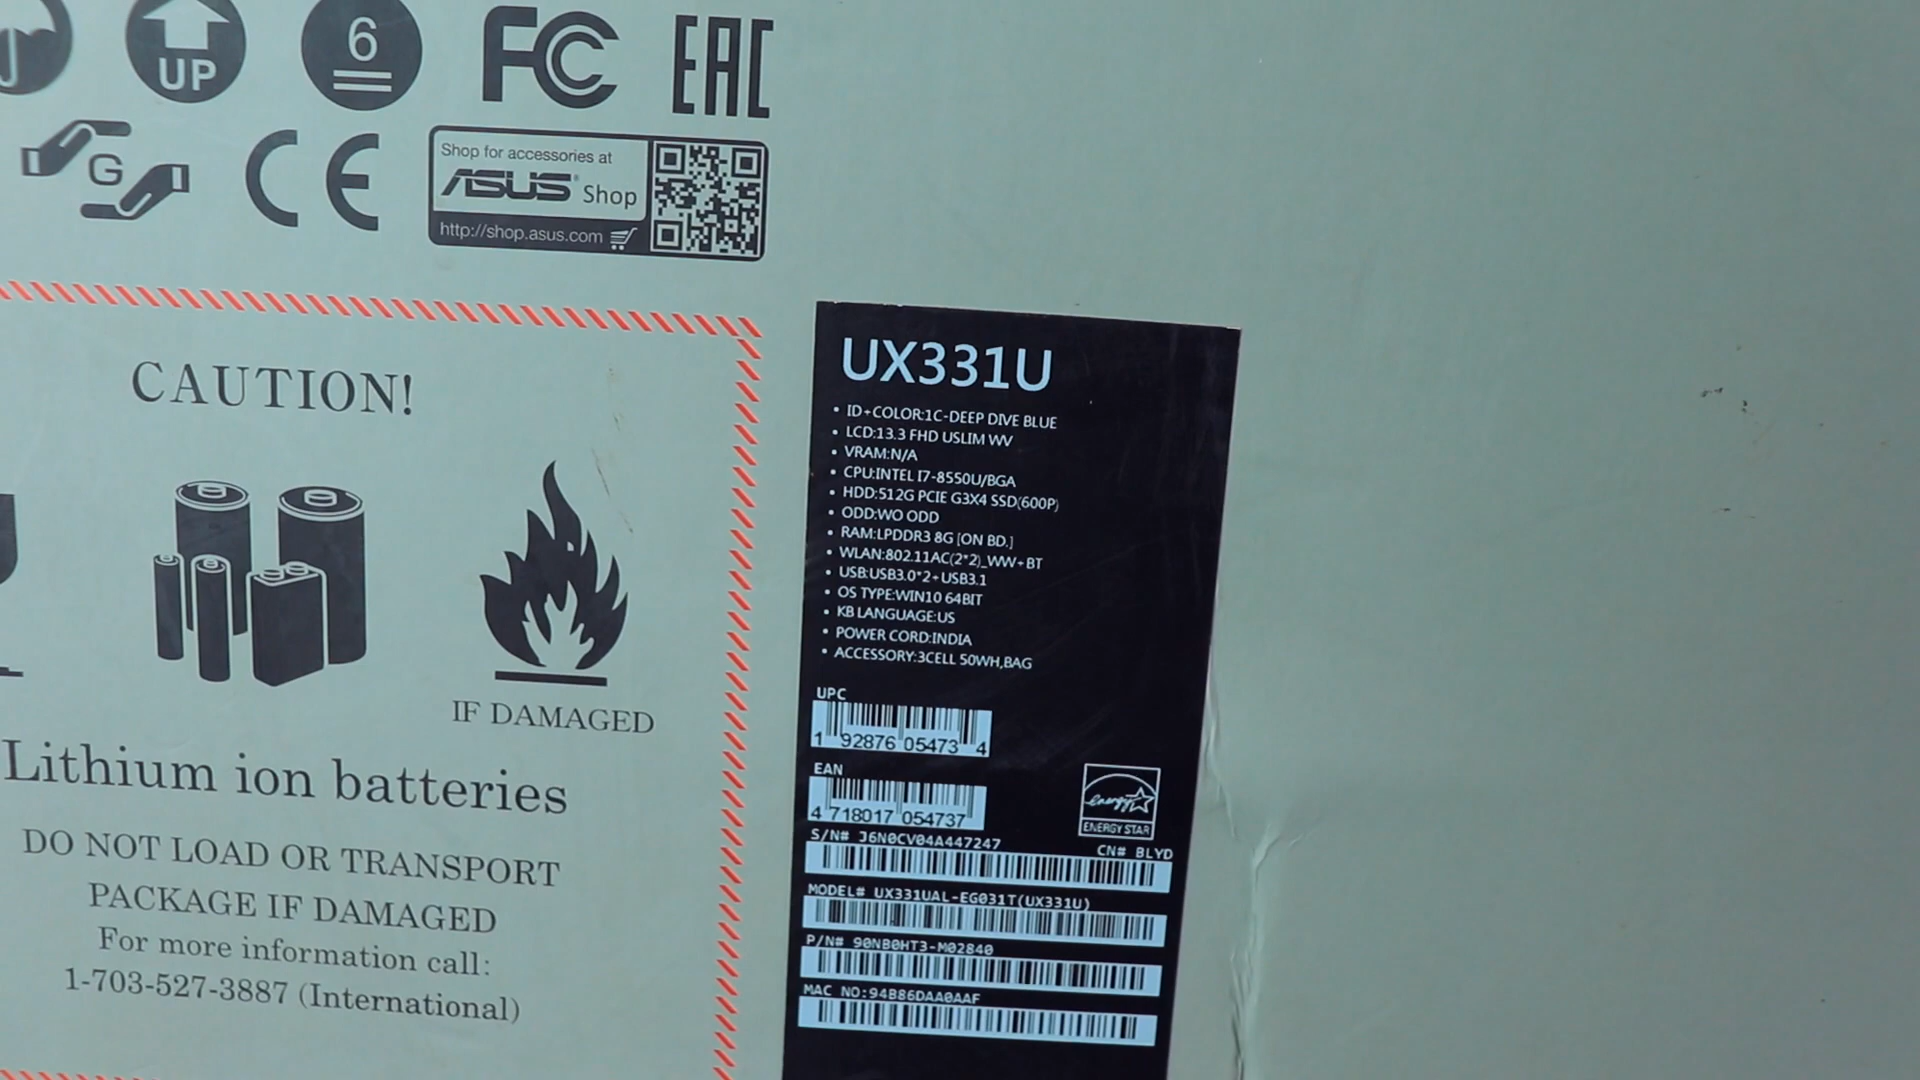 UP
6
FC
EAC
G
CE
Shop for accessories at
ASUS Shop
http://shop.asus.com
CAUTION!
IF DAMAGED
Lithium ion batteries
DO NOT LOAD OR TRANSPORT
PACKAGE IF DAMAGED
For more information call:
1-703-527-3887 (International)
UX331U
• ID+COLOR:1C-DEEP DIVE BLUE
• LCD:13.3 FHD USLIM WV
• VRAM:N/A
• CPU:INTEL I7-8550U/BGA
• HDD:512G PCIE G3X4 SSD(600P)
• ODD:WO ODD
• RAM:LPDDR3 8G [ON BD.]
• WLAN:802.11AC(2*2)_WW+BT
• USB:USB3.0*2+USB3.1
• OS TYPE:WIN10 64BIT
• KB LANGUAGE:US
• POWER CORD:INDIA
• ACCESSORY:3CELL 50WH,BAG
UPC
1 92876 05473 4
EAN
4 718017 054737
energy
ENERGY STAR
S/N# J6N0CV04A447247
CN# BLYD
MODEL# UX331UAL-EG031T(UX331U)
P/N# 90NB0HT3-M02840
MAC NO:94B86DAA0AAF